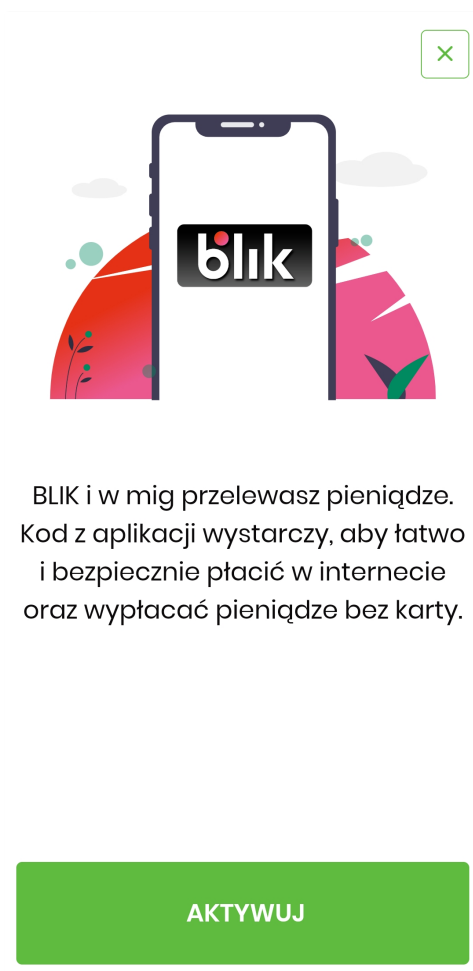 blik
BLIK i w mig przelewasz pieniądze.
Kod z aplikacji wystarczy, aby łatwo
i bezpiecznie płacić w internecie
oraz wypłacać pieniądze bez karty.
AKTYWUJ